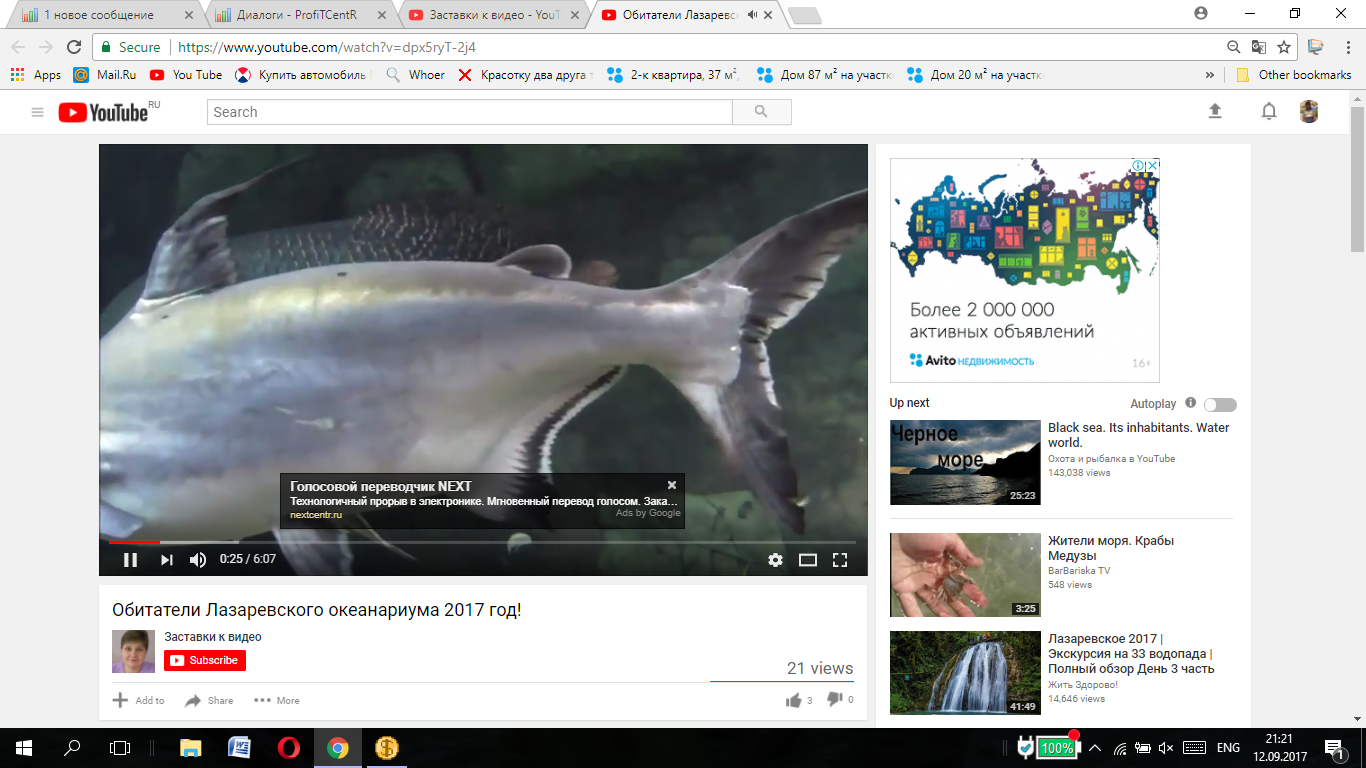 1 новое сообщение
Диалоги - ProfiTCentR
Заставки к видео - YouT
Обитатели Лазаревс
Secure
https://www.youtube.com/watch?v=dpx5ryT-2j4
Apps
Mail.Ru
You Tube
Купить автомобиль
Whoer
Красотку два друга т
2-к квартира, 37 м²,
Дом 87 м² на участк
Дом 20 м² на участк
»
Other bookmarks
YouTube RU
Search
Более 2 000 000
активных объявлений
Avito НЕДВИЖИМОСТЬ
16+
Голосовой переводчик NEXT
Технологичный прорыв в электронике. Мгновенный перевод голосом. Зака...
nextcentr.ru
Ads by Google
0:25 / 6:07
Обитатели Лазаревского океанариума 2017 год!
Заставки к видео
Subscribe
21 views
Add to
Share
More
3
0
Up next
Autoplay
Черное
море
25:23
Black sea. Its inhabitants. Water
world.
Охота и рыбалка в YouTube
143,038 views
3:25
Жители моря. Крабы
Медузы
BarBariska TV
548 views
41:49
Лазаревское 2017 |
Экскурсия на 33 водопада |
Полный обзор День 3 часть
Жить Здорово!
14,646 views
100%
ENG
21:21
12.09.2017
1